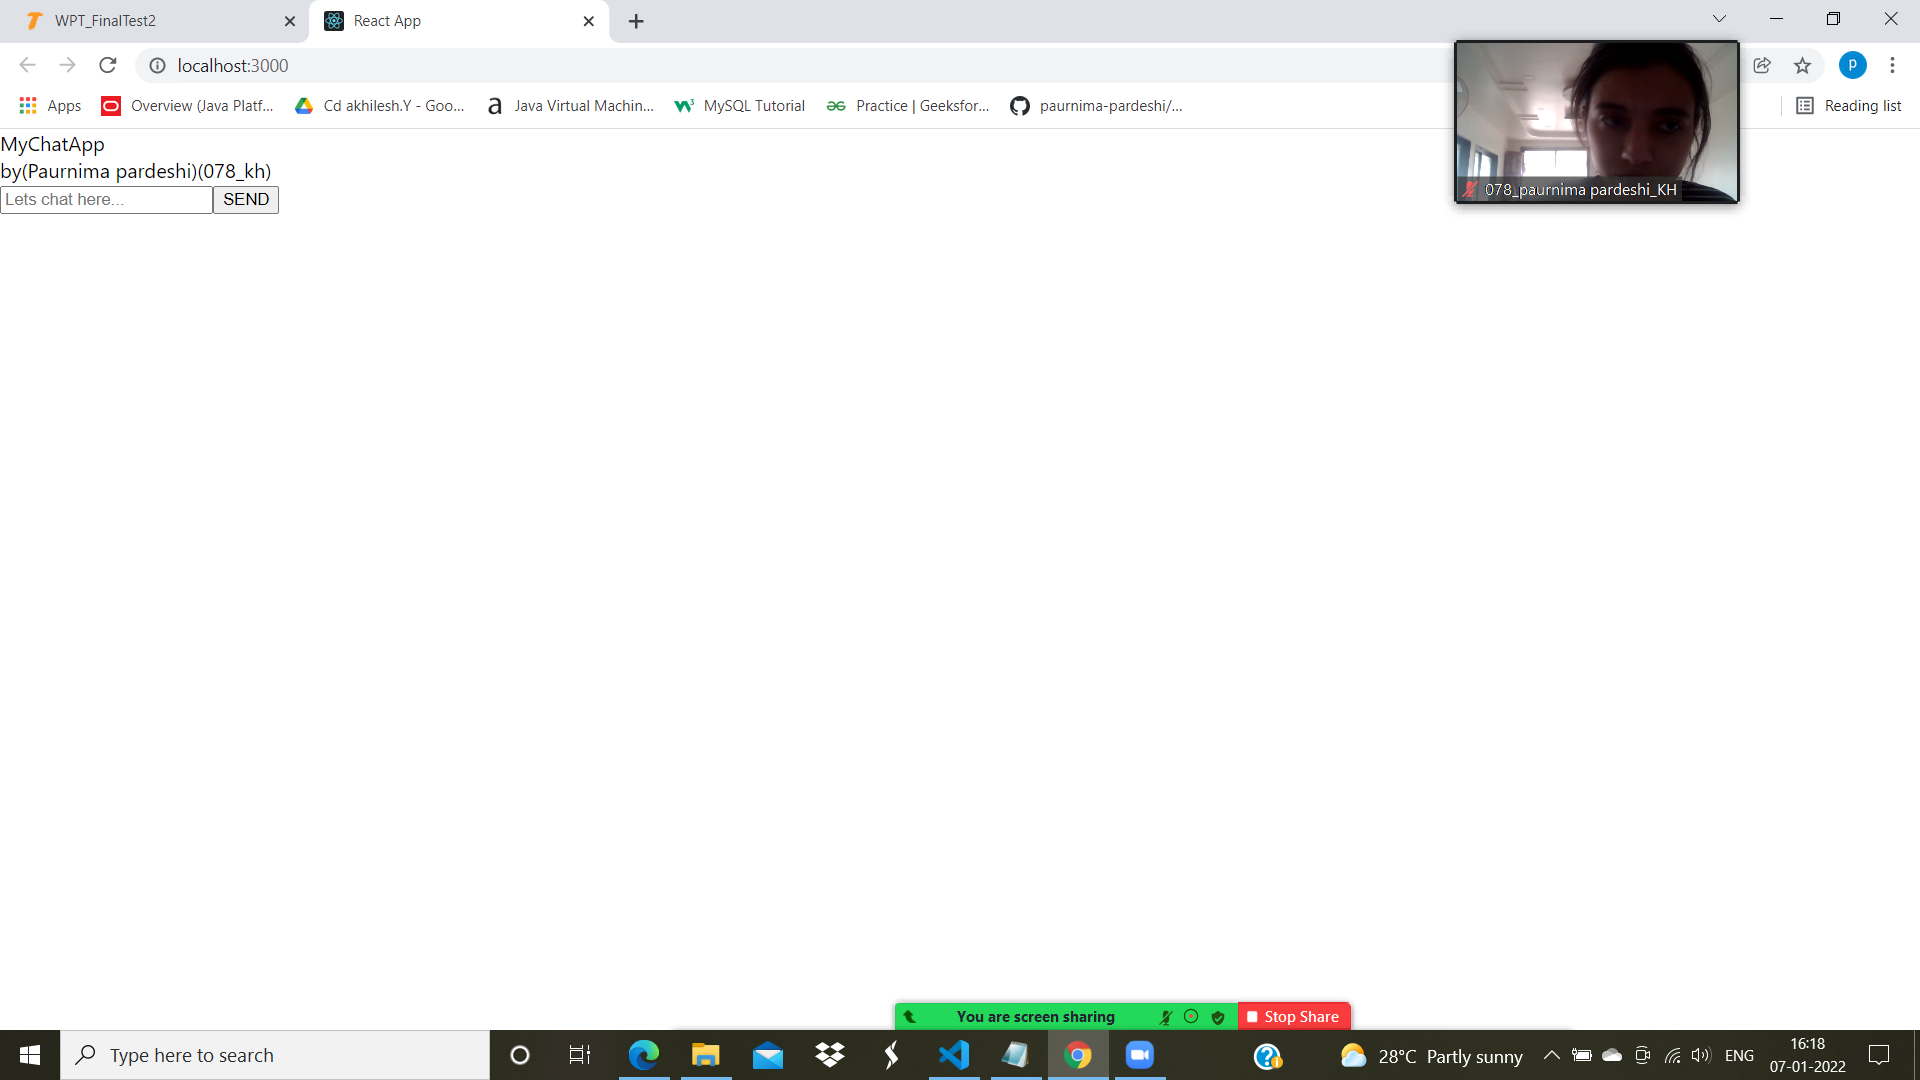 WPT_FinalTest2
React App
localhost:3000
P
Apps
Overview (Java Platf...
Cd akhilesh.Y - Goo...
Java Virtual Machin...
MySQL Tutorial
Practice | Geeksfor...
paurnima-pardeshi/...
Reading list
MyChatApp
by(Paurnima pardeshi)(078_kh)
Lets chat here...
SEND
078_paurnima pardeshi_KH
You are screen sharing
Stop Share
Type here to search
28°C Partly sunny
ENG
16:18
07-01-2022